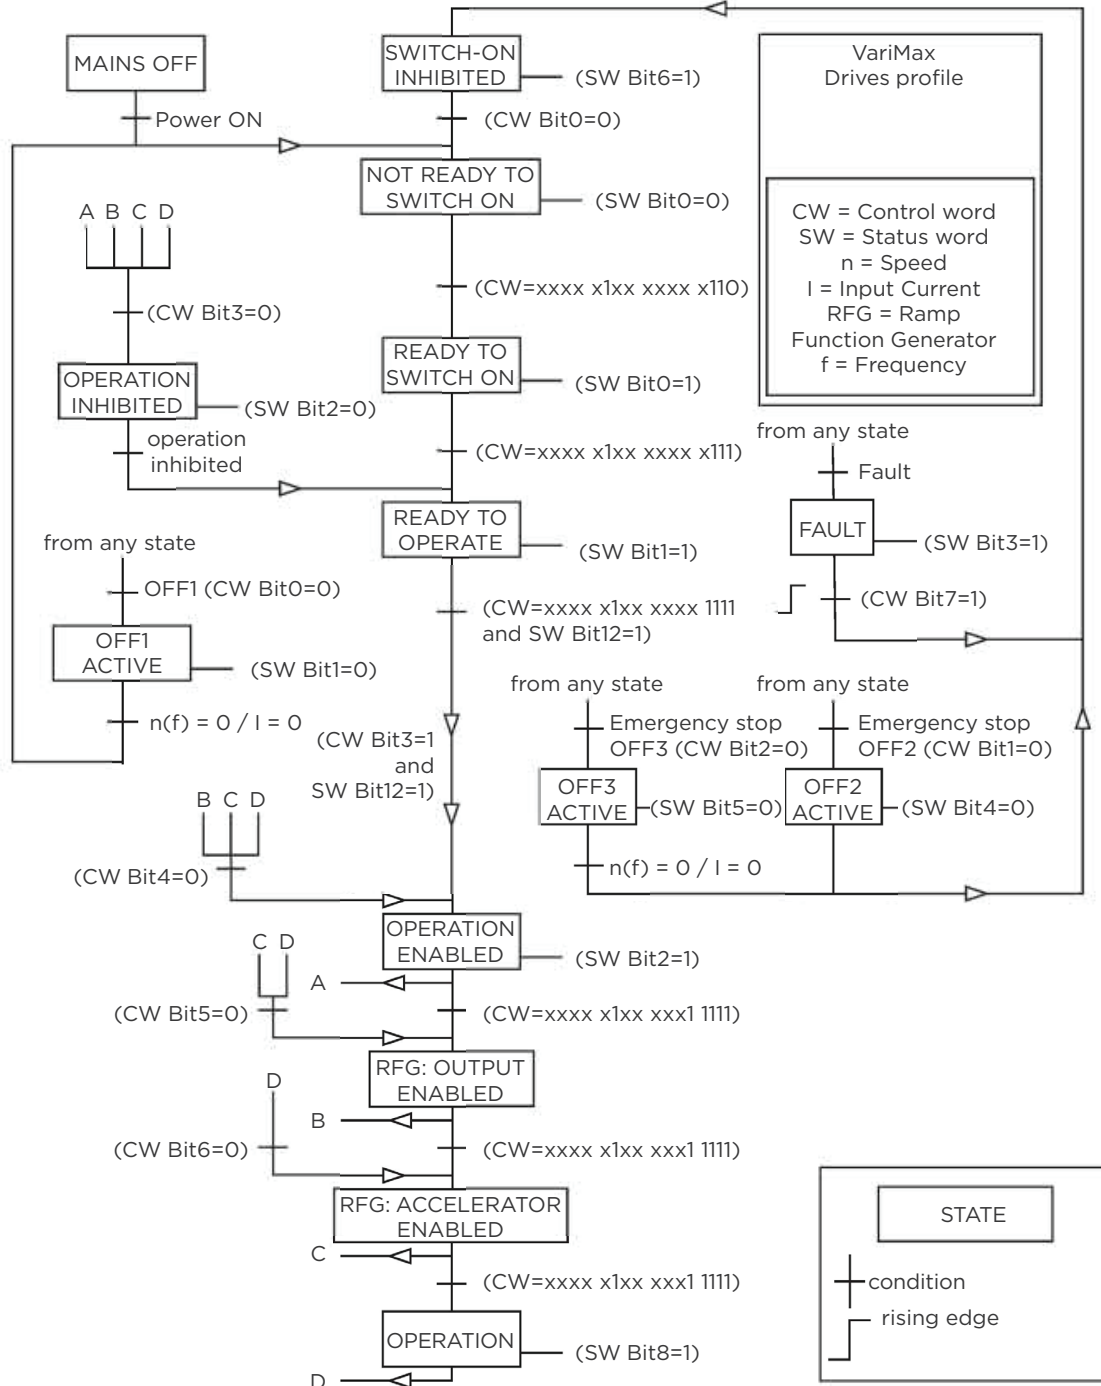 MAINS OFF
Power ON
SWITCH-ON
INHIBITED
(SW Bit6=1)
(CW Bit0=0)
VariMax
Drives profile
CW = Control word
SW = Status word
n = Speed
I = Input Current
RFG = Ramp
Function Generator
f = Frequency
NOT READY TO
SWITCH ON
(SW Bit0=0)
A B C D
(CW Bit3=0)
(CW=xxxx x1xx xxxx x110)
OPERATION
INHIBITED
(SW Bit2=0)
operation
inhibited
READY TO
SWITCH ON
(SW Bit0=1)
(CW=xxxx x1xx xxxx x111)
READY TO
OPERATE
(SW Bit1=1)
from any state
Fault
FAULT
(SW Bit3=1)
(CW Bit7=1)
from any state
OFF1 (CW Bit0=0)
OFF1
ACTIVE
(SW Bit1=0)
n(f) = 0 / I = 0
(CW=xxxx x1xx xxxx 1111
and SW Bit12=1)
(CW Bit3=1
and
SW Bit12=1)
from any state
Emergency stop
OFF3 (CW Bit2=0)
OFF3
ACTIVE
(SW Bit5=0)
n(f) = 0 / I = 0
from any state
Emergency stop
OFF2 (CW Bit1=0)
OFF2
ACTIVE
(SW Bit4=0)
B C D
(CW Bit4=0)
OPERATION
ENABLED
(SW Bit2=1)
C D
A
(CW Bit5=0)
(CW=xxxx x1xx xxx1 1111)
RFG: OUTPUT
ENABLED
D
B
(CW Bit6=0)
(CW=xxxx x1xx xxx1 1111)
RFG: ACCELERATOR
ENABLED
C
(CW=xxxx x1xx xxx1 1111)
OPERATION
(SW Bit8=1)
D
STATE
condition
rising edge